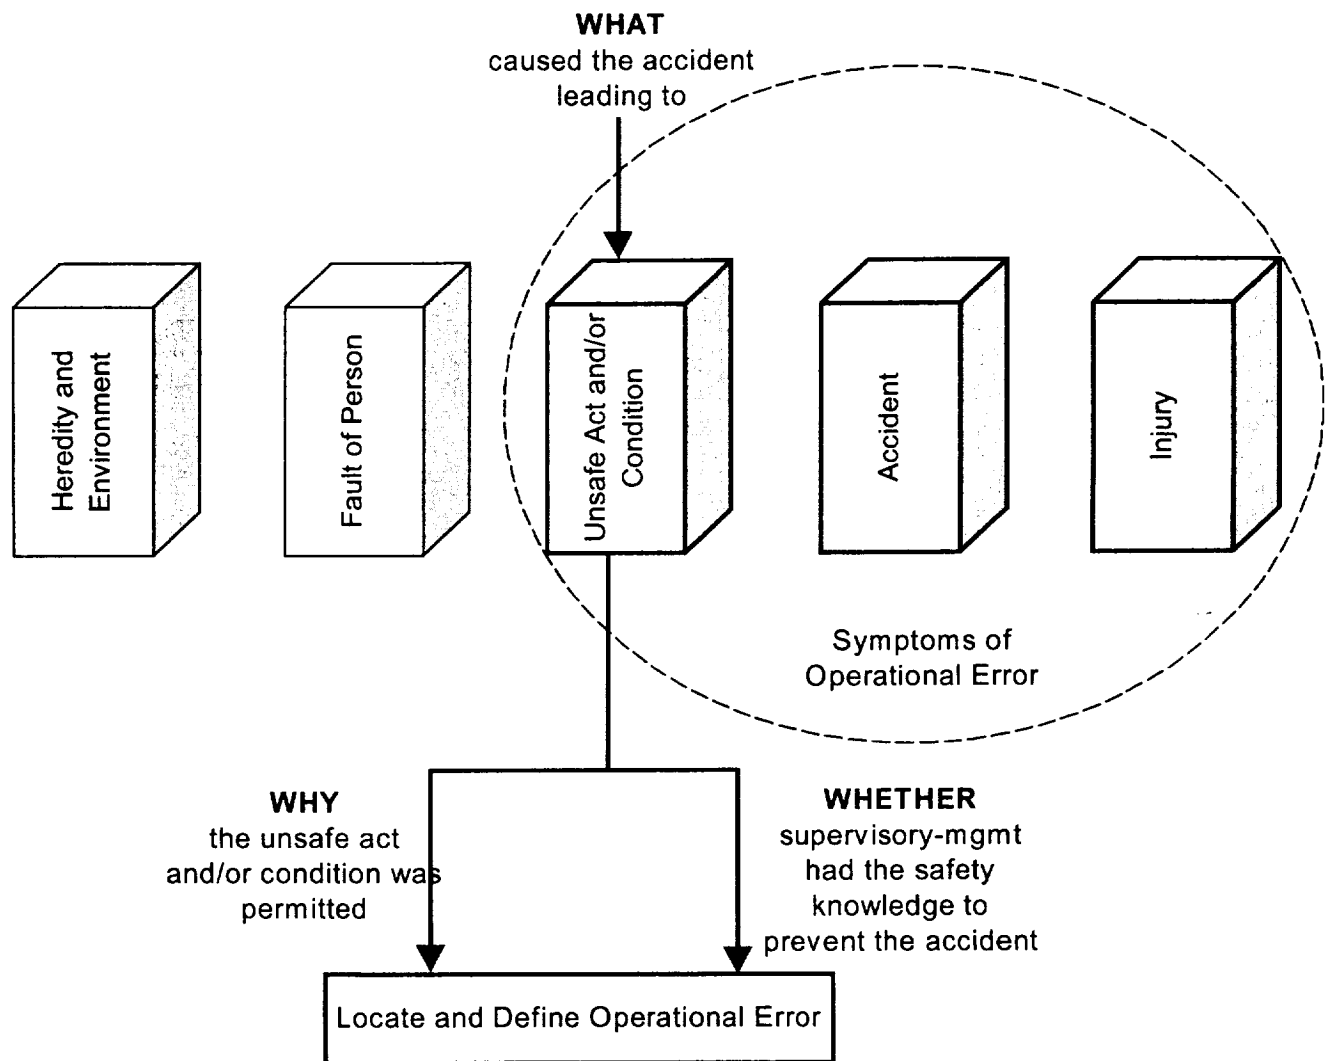 WHAT
caused the accident
leading to
Heredity and
Environment
Fault of Person
Unsafe Act and/or
Condition
Accident
Injury
Symptoms of
Operational Error
WHY
the unsafe act
and/or condition was
permitted
WHETHER
supervisory-mgmt
had the safety
knowledge to
prevent the accident
Locate and Define Operational Error